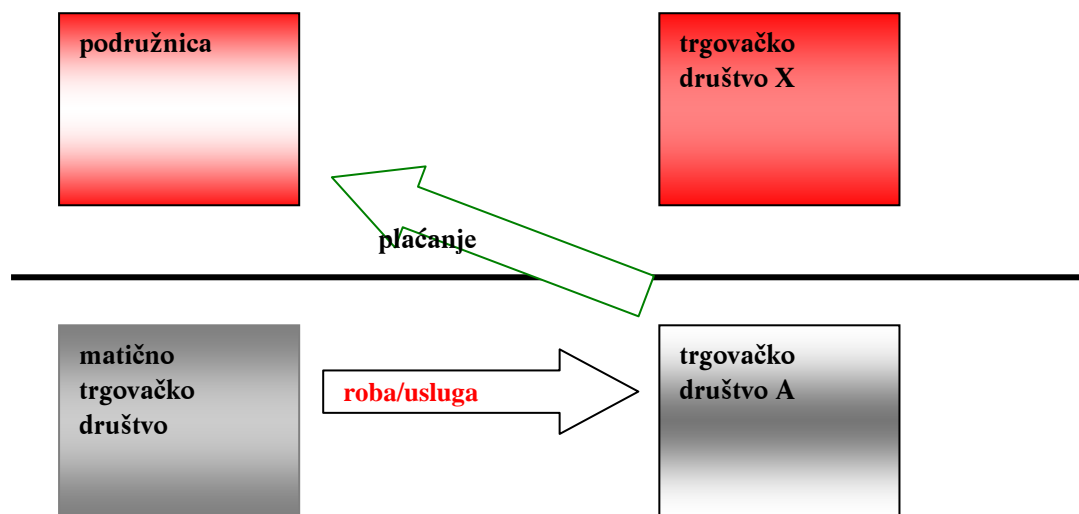 podružnica
trgovačko
društvo X
plaćanje
matično
trgovačko
društvo
roba/usluga
trgovačko
društvo A